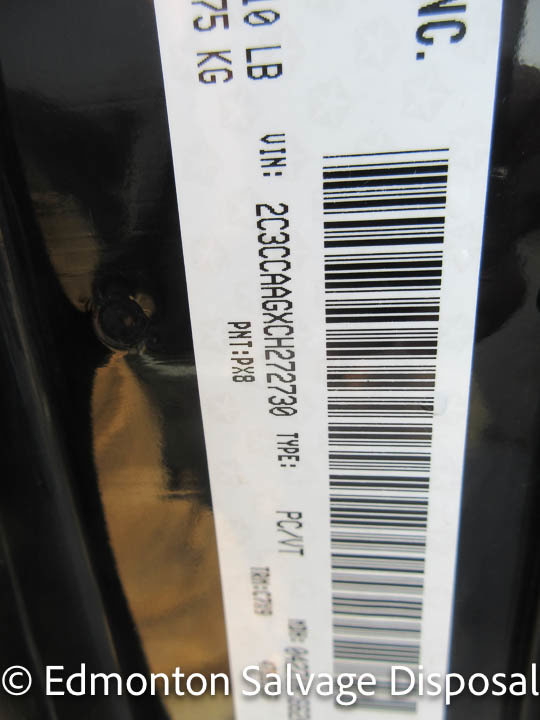 NC.
10 LB
75 KG
VIN: 2C3CCAAGXCH272730 TYPE: PC/VT
PNT:PX8
© Edmonton Salvage Disposal